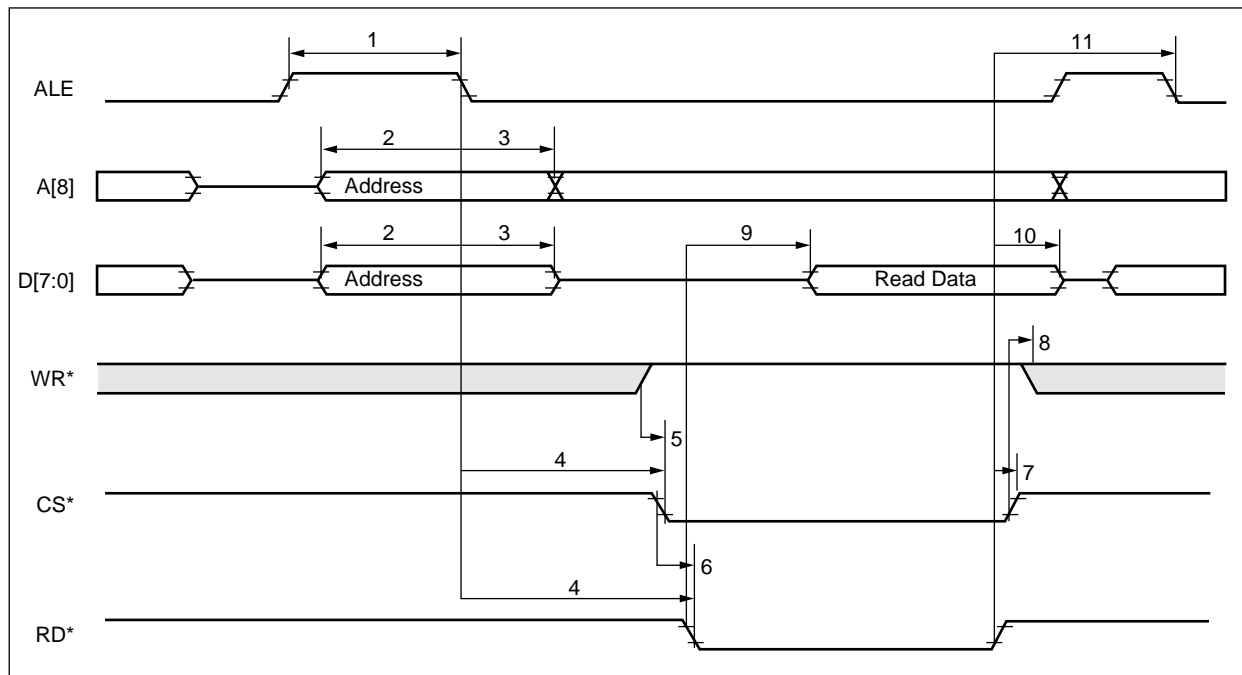 1
11
ALE
2
3
A[8]
Address
2
3
9
10
D[7:0]
Address
Read Data
8
WR*
5
4
7
CS*
6
4
RD*